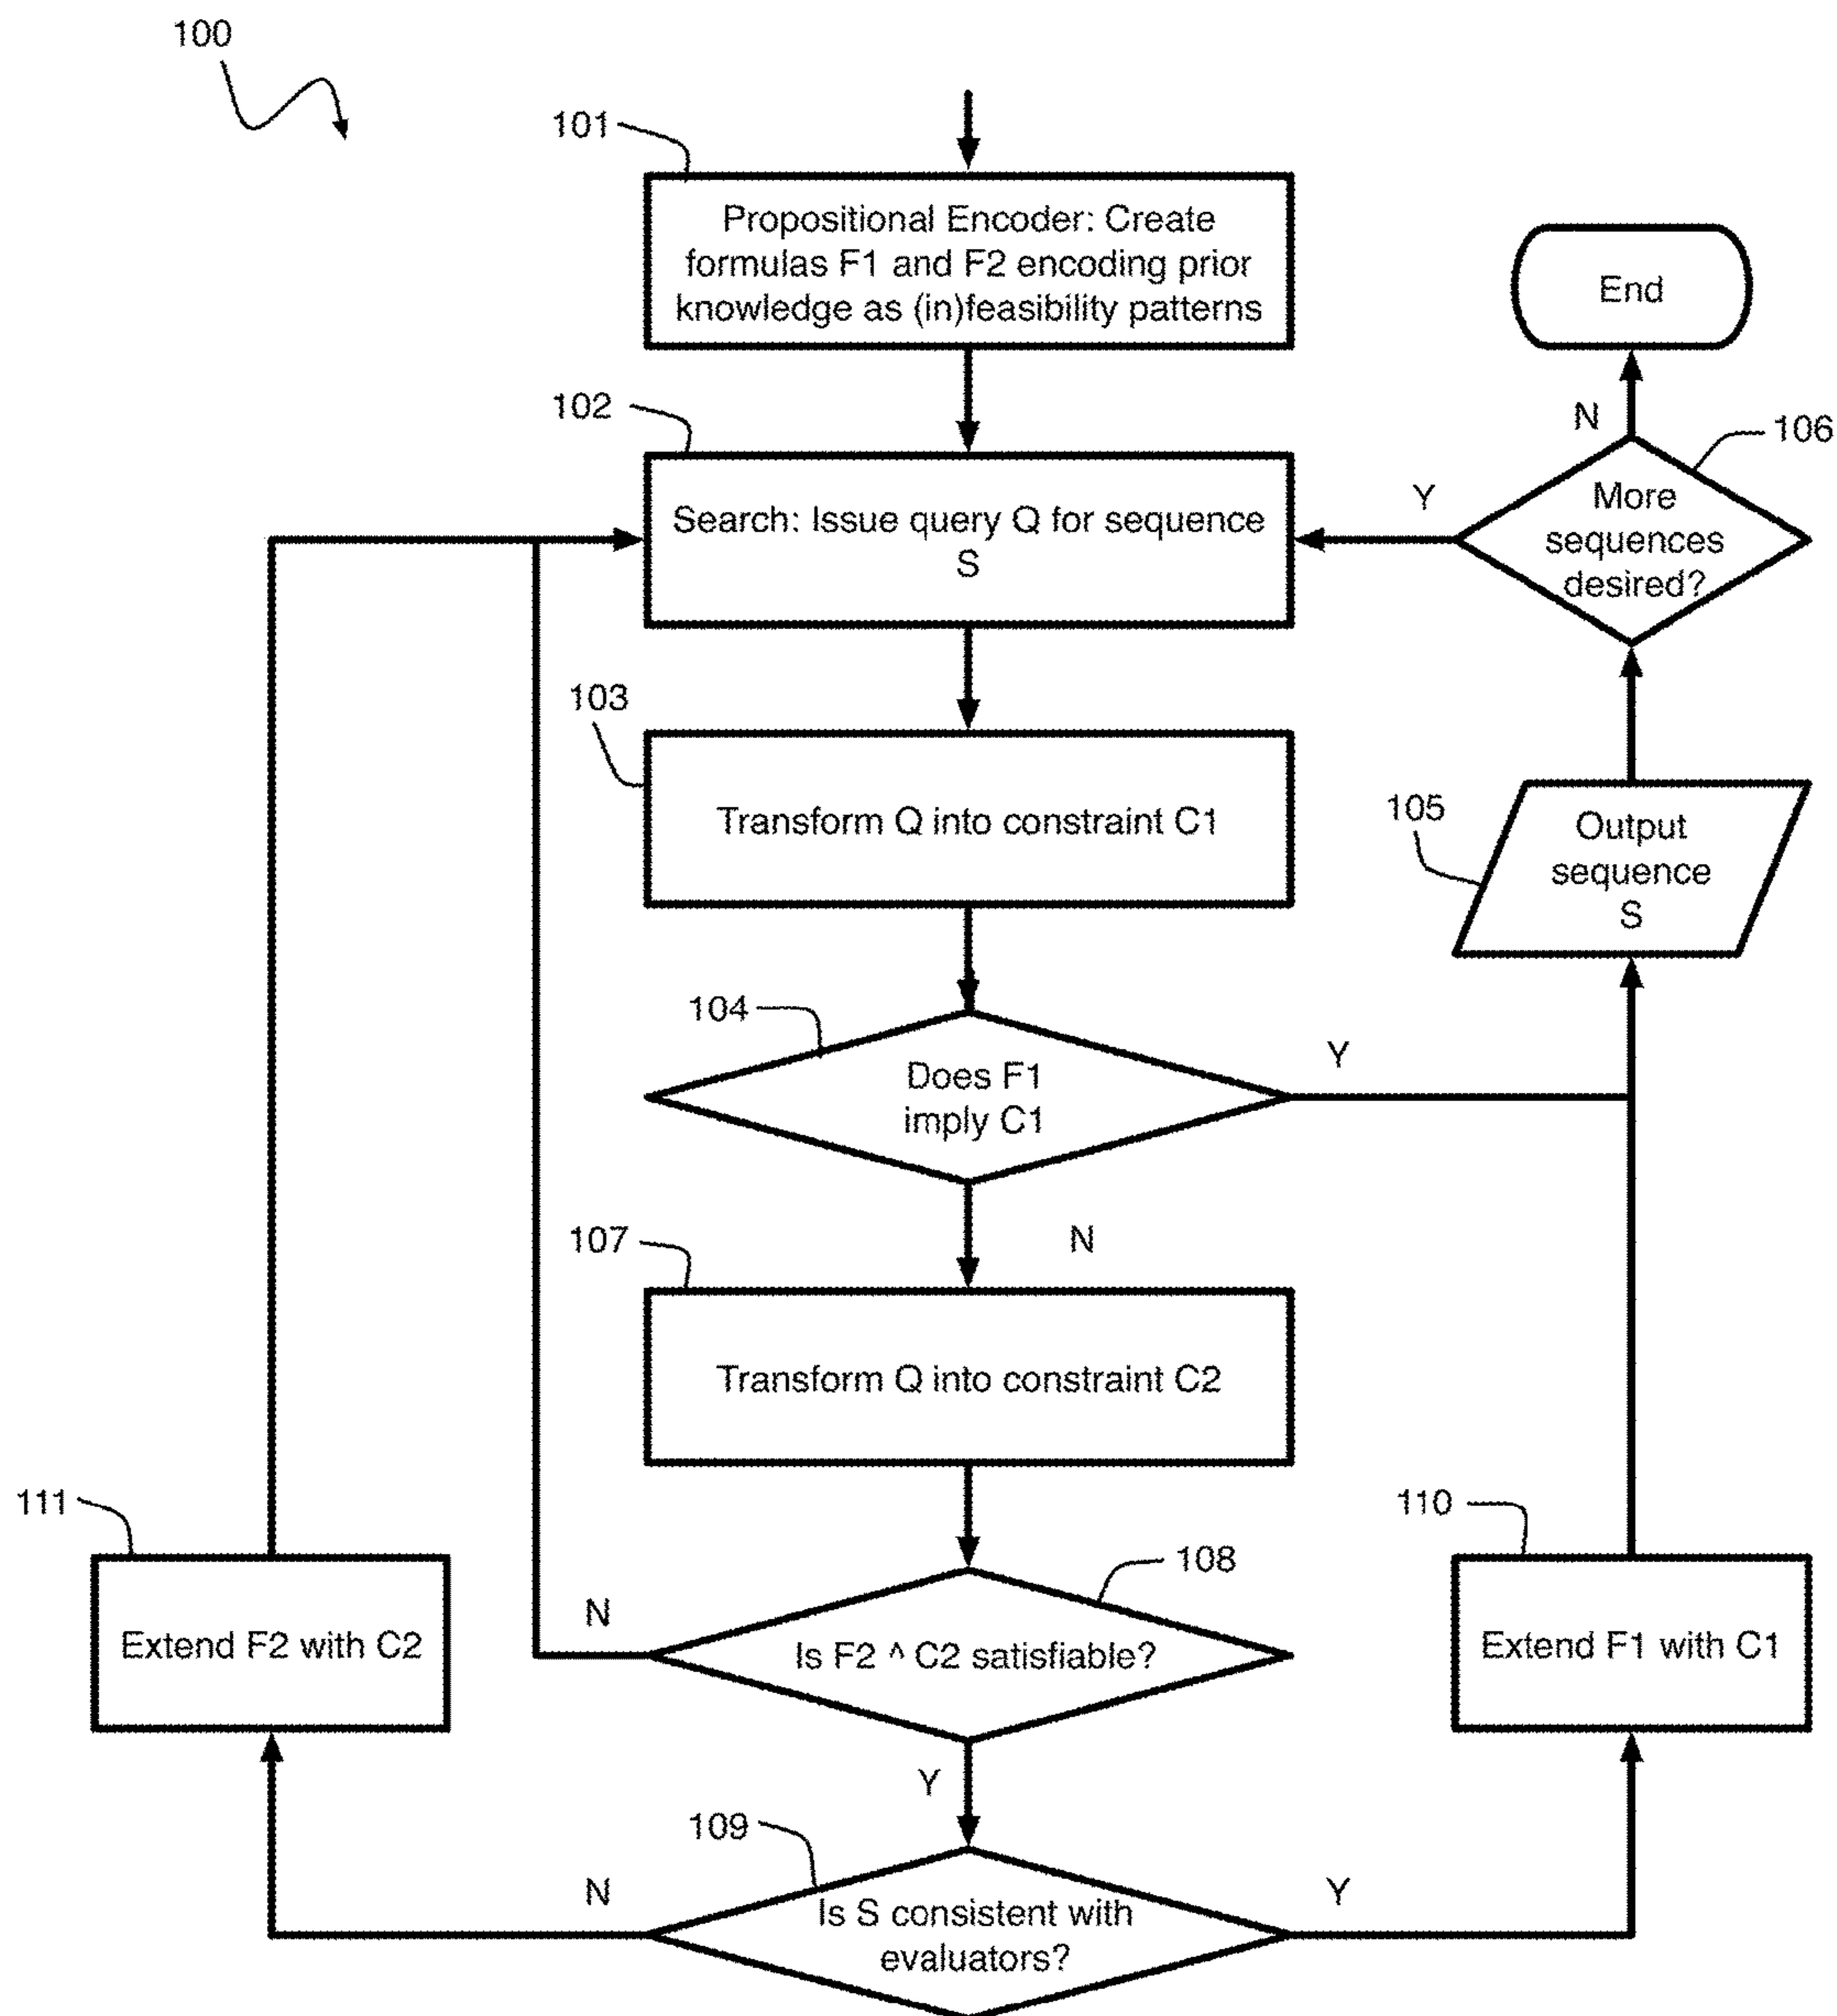 100
101
Propositional Encoder: Create
formulas F1 and F2 encoding prior
knowledge as (in)feasibility patterns
End
N
106
More
sequences
desired?
Y
102
Search: Issue query Q for sequence
S
103
Transform Q into constraint C1
105
Output
sequence
S
104
Does F1
imply C1
Y
N
107
Transform Q into constraint C2
111
Extend F2 with C2
N
108
Is F2 ^ C2 satisfiable?
Y
110
Extend F1 with C1
109
N
Is S consistent with
evaluators?
Y